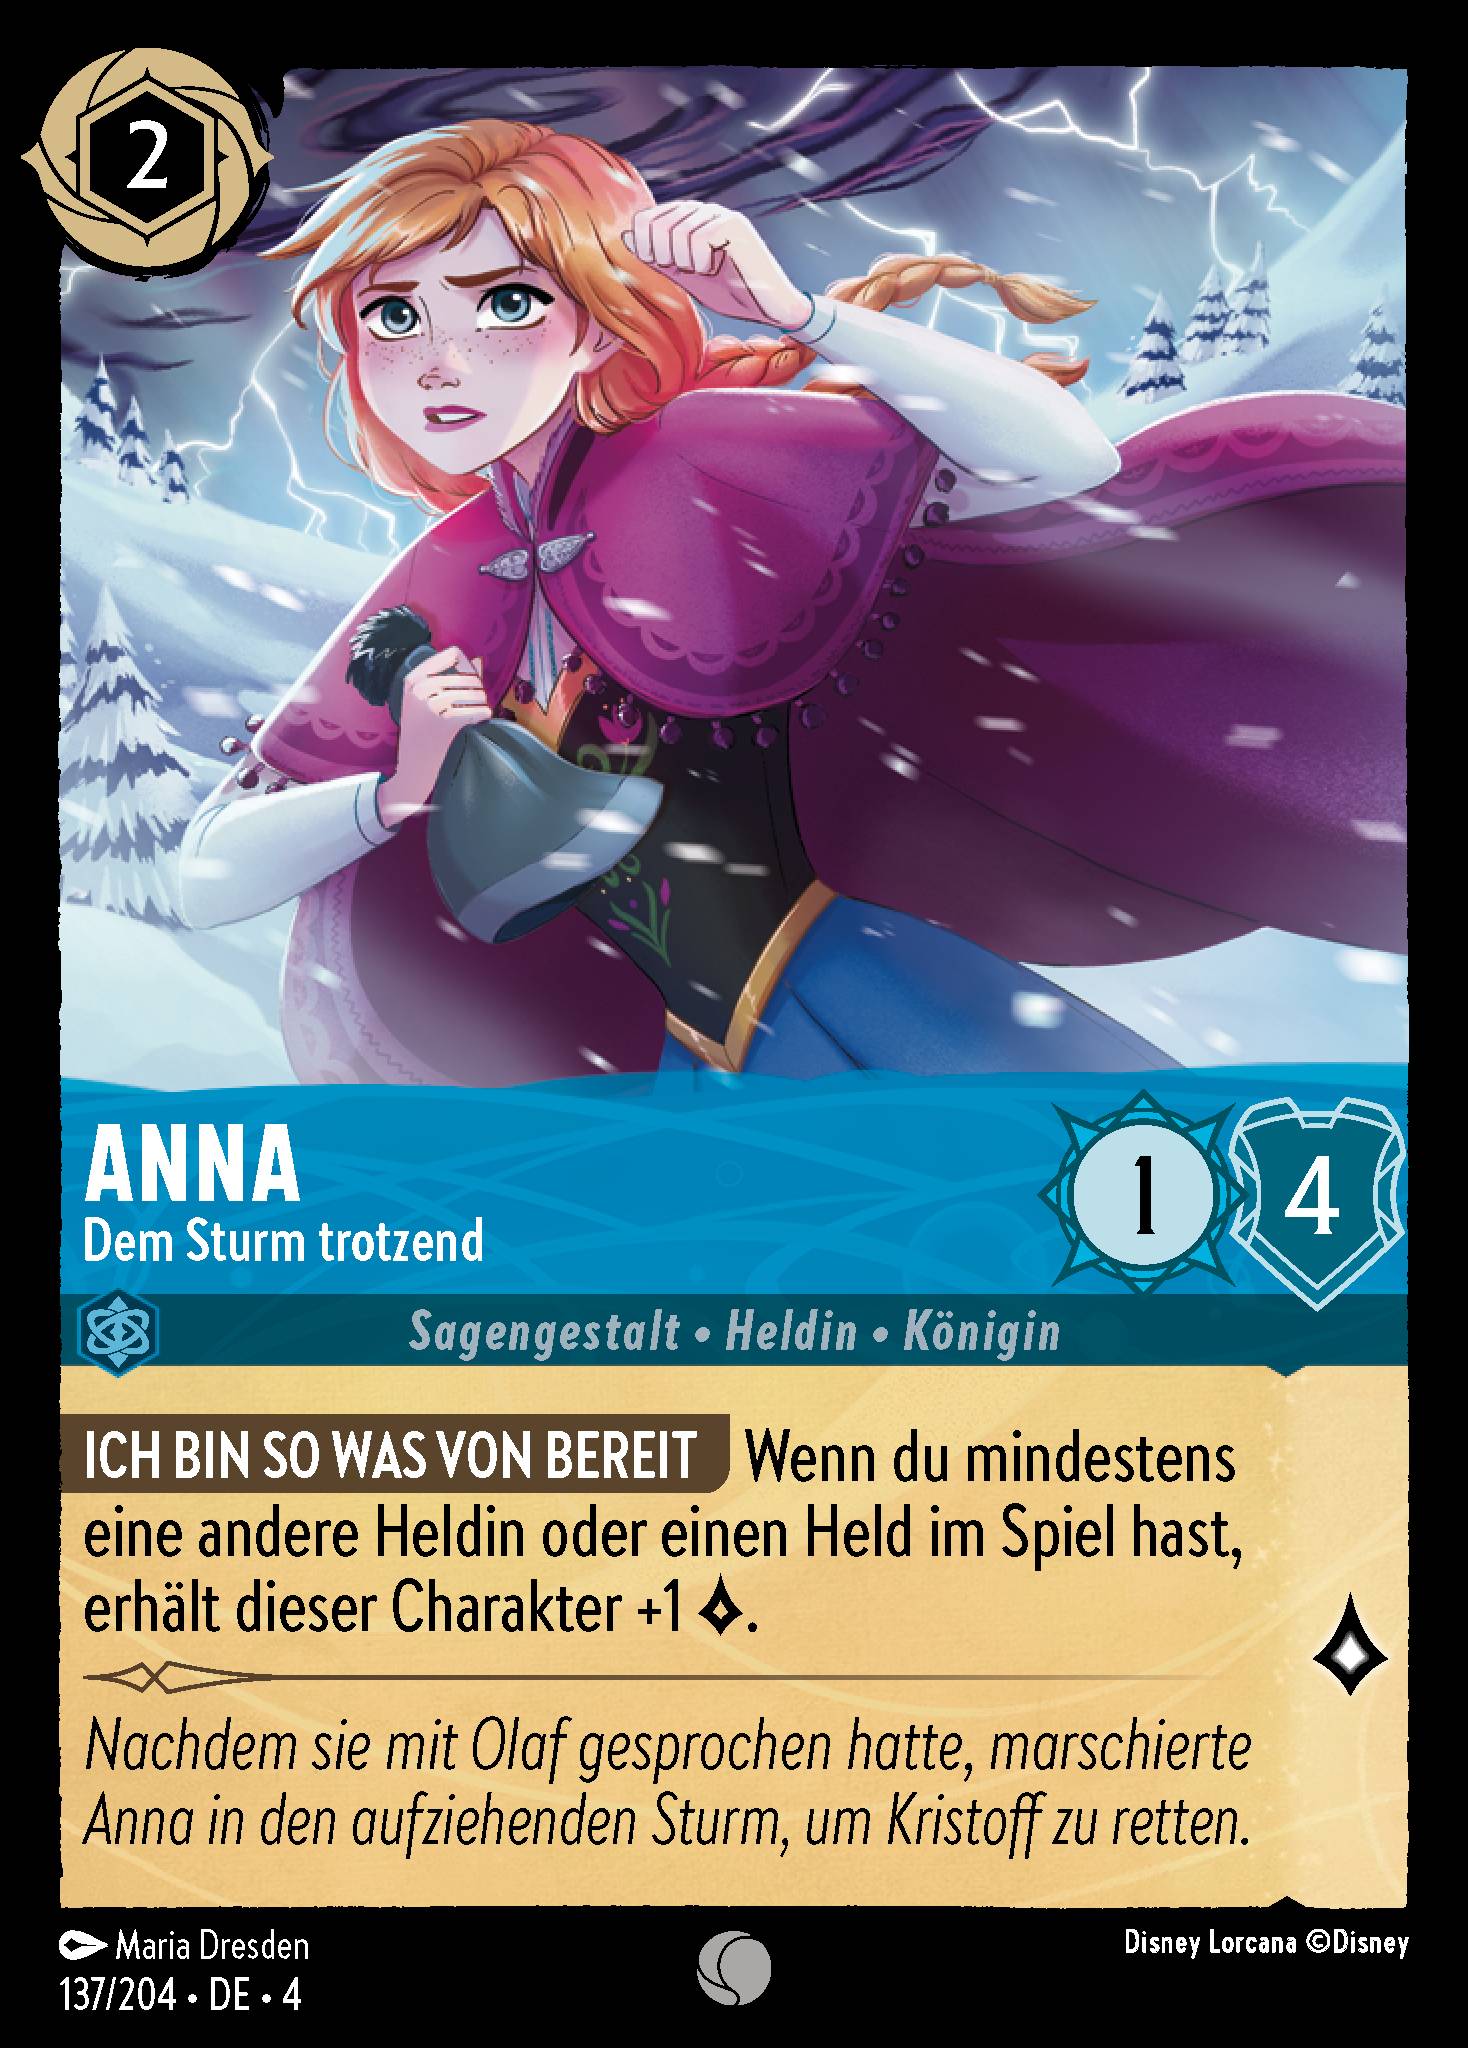 2
ANNA
Dem Sturm trotzend
1
4
Sagengestalt • Heldin • Königin
ICH BIN SO WAS VON BEREIT Wenn du mindestens
eine andere Heldin oder einen Held im Spiel hast,
erhält dieser Charakter +1 .
Nachdem sie mit Olaf gesprochen hatte, marschierte
Anna in den aufziehenden Sturm, um Kristoff zu retten.
Maria Dresden
137/204 • DE • 4
Disney Lorcana ©Disney